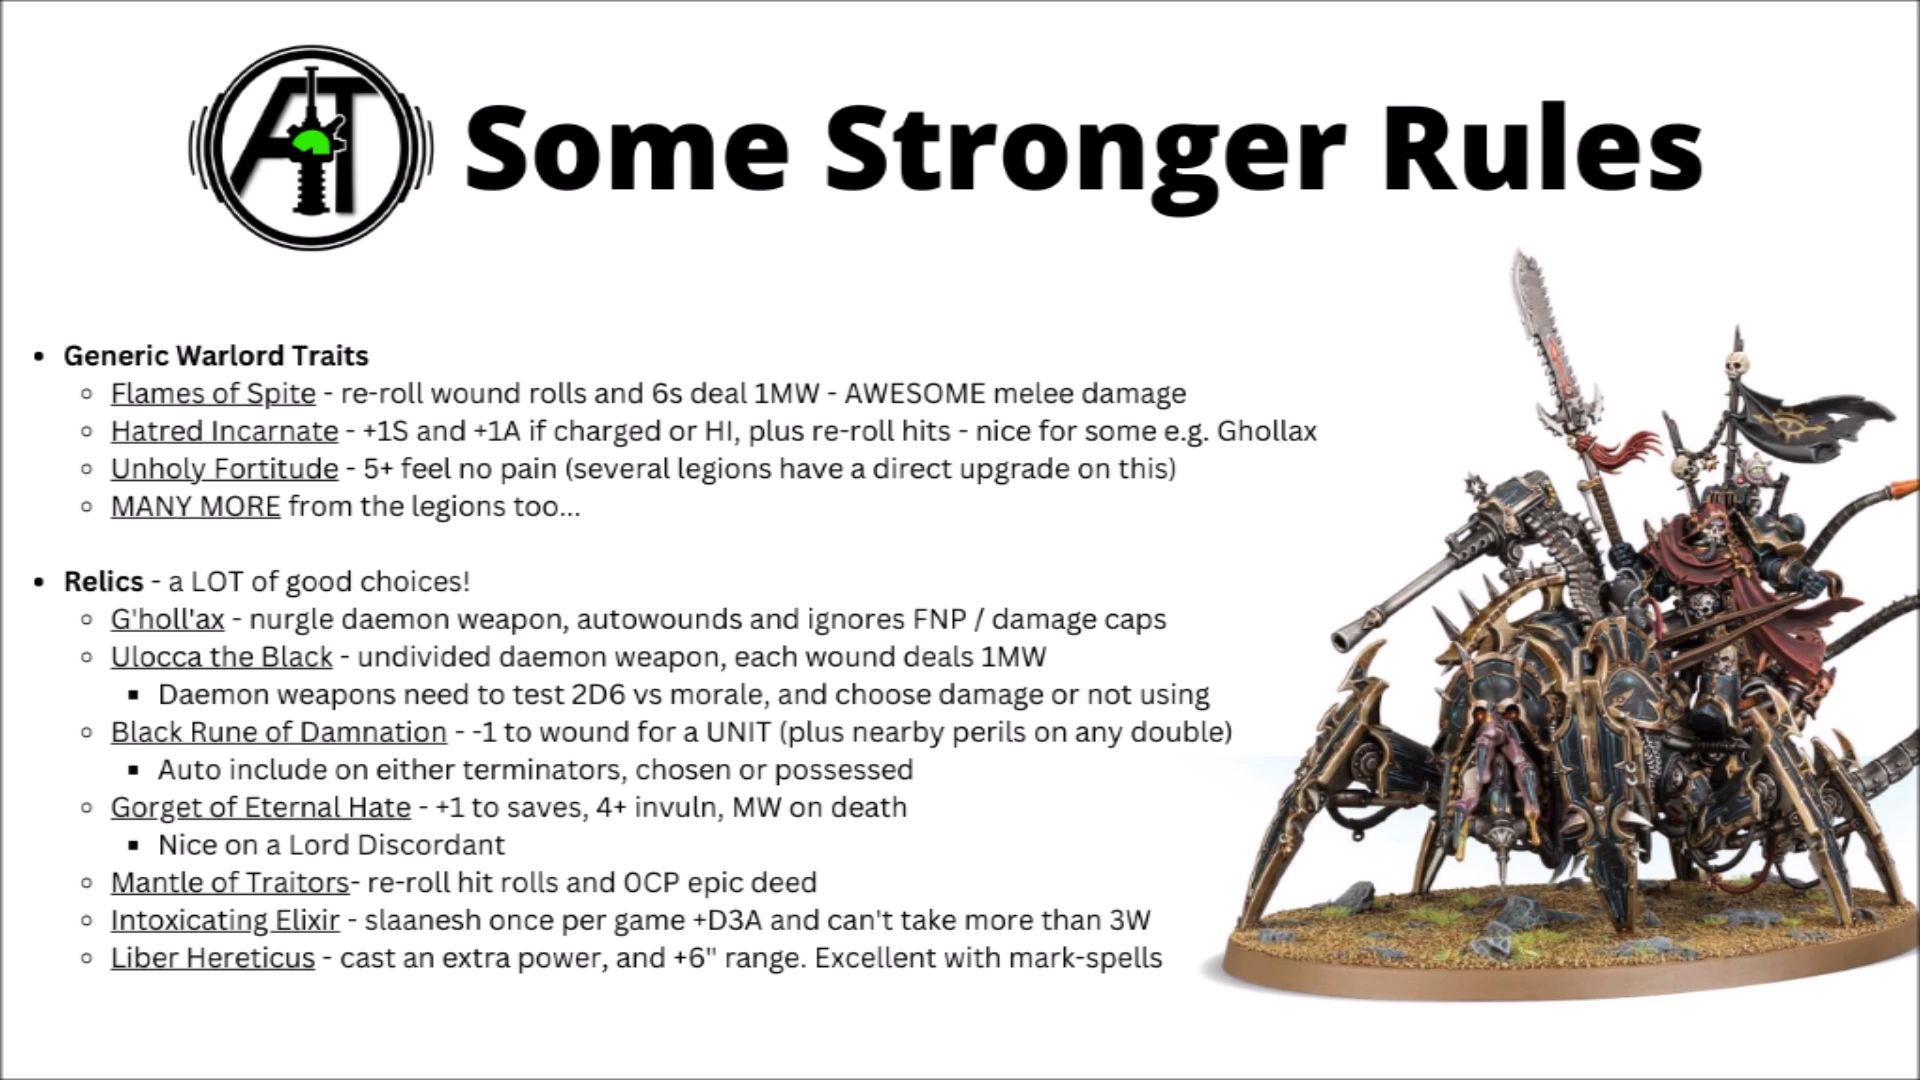 AT
Some Stronger Rules
• Generic Warlord Traits
◦ Flames of Spite - re-roll wound rolls and 6s deal 1MW - AWESOME melee damage
◦ Hatred Incarnate - +1S and +1A if charged or HI, plus re-roll hits - nice for some e.g. Ghollax
◦ Unholy Fortitude - 5+ feel no pain (several legions have a direct upgrade on this)
◦ MANY MORE from the legions too...
• Relics - a LOT of good choices!
◦ G'holl'ax - nurgle daemon weapon, autowounds and ignores FNP / damage caps
◦ Ulocca the Black - undivided daemon weapon, each wound deals 1MW
▪ Daemon weapons need to test 2D6 vs morale, and choose damage or not using
◦ Black Rune of Damnation - -1 to wound for a UNIT (plus nearby perils on any double)
▪ Auto include on either terminators, chosen or possessed
◦ Gorget of Eternal Hate - +1 to saves, 4+ invuln, MW on death
▪ Nice on a Lord Discordant
◦ Mantle of Traitors- re-roll hit rolls and 0CP epic deed
◦ Intoxicating Elixir - slaanesh once per game +D3A and can't take more than 3W
◦ Liber Hereticus - cast an extra power, and +6" range. Excellent with mark-spells